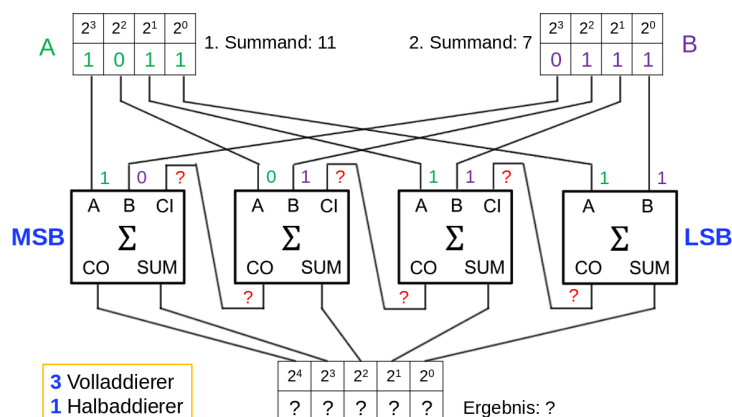 2³ 2² 2¹ 2⁰ 2³ 2² 2¹ 2⁰
A 1. Summand: 11 2. Summand: 7 B
1 0 1 1 0 1 1 1
1 0 ? 0 1 ? 1 1 ? 1 1
A B CI A B CI A B CI A B
MSB Σ Σ Σ Σ LSB
CO SUM CO SUM CO SUM CO SUM
? ? ?
2⁴ 2³ 2² 2¹ 2⁰
3 Volladdierer
1 Halbaddierer
? ? ? ? ? Ergebnis: ?